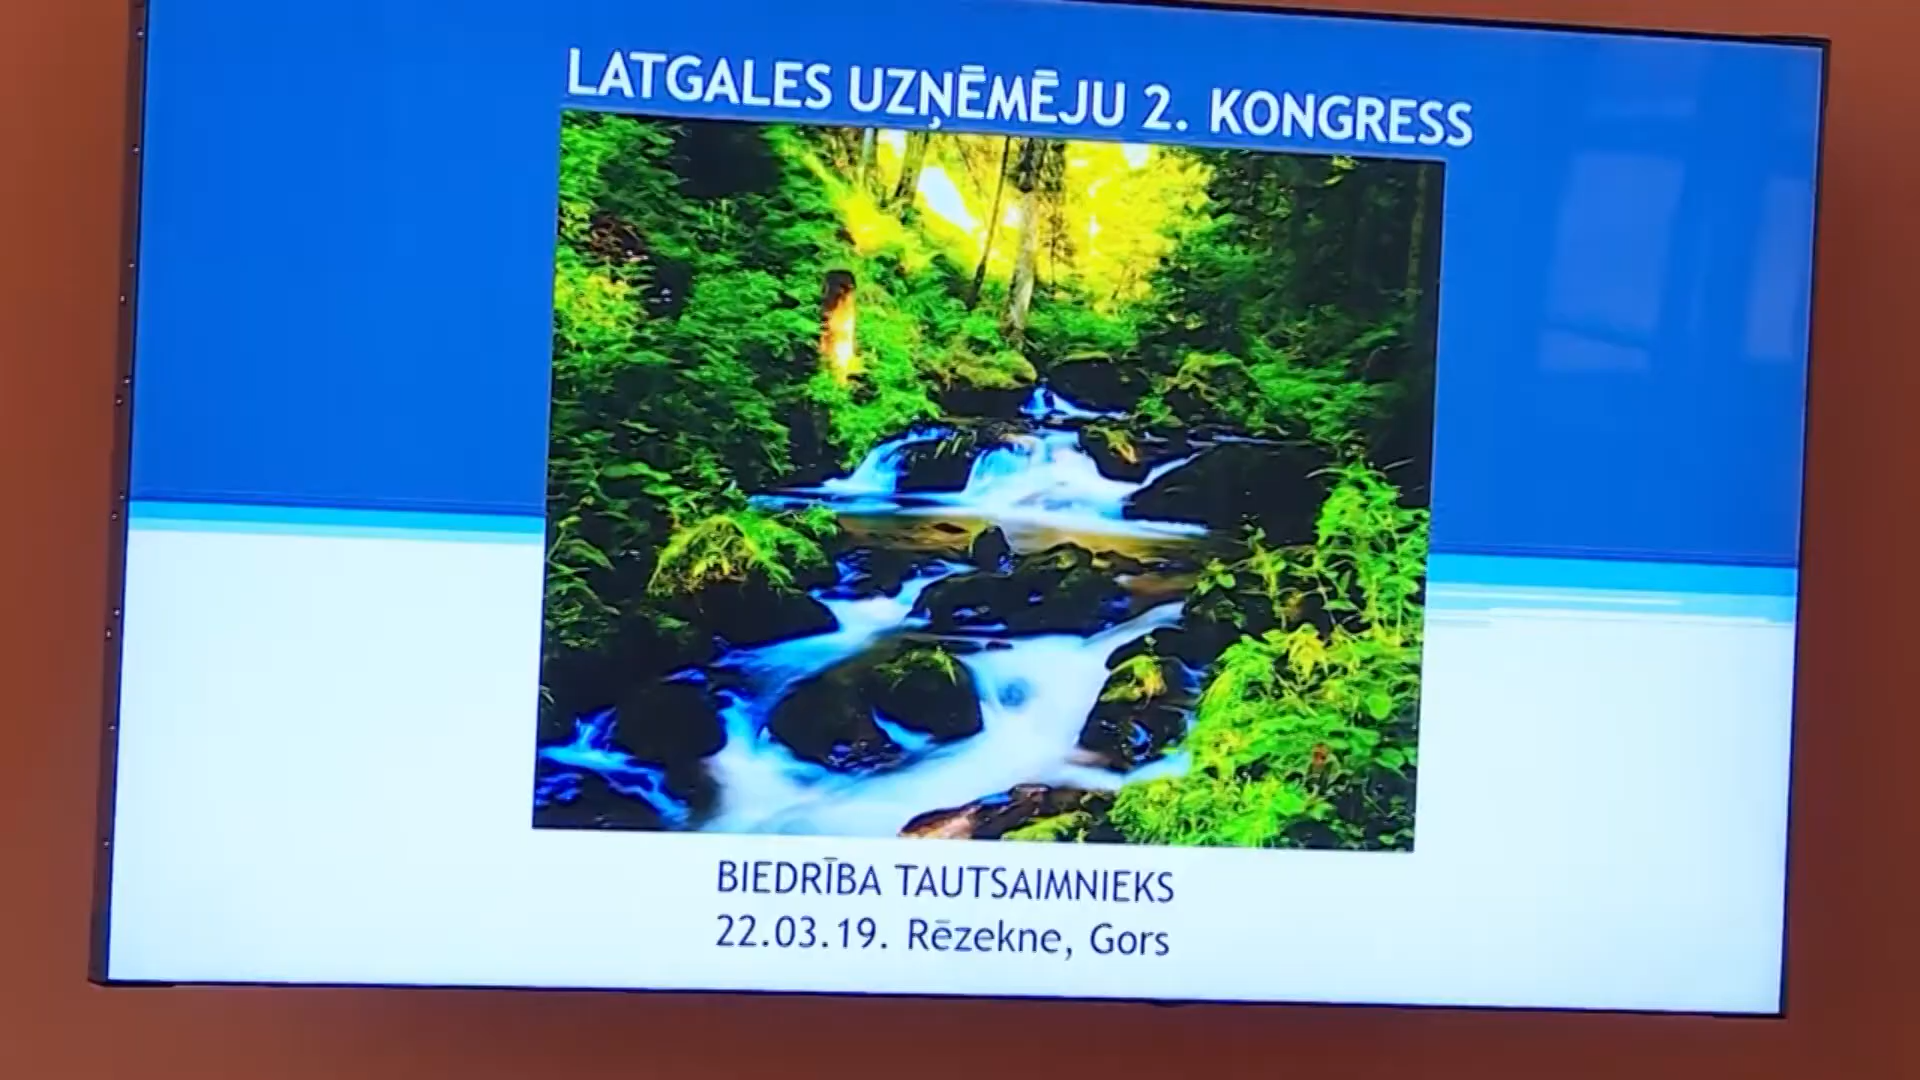 LATGALES UZŅĒMĒJU 2. KONGRESS
BIEDRĪBA TAUTSAIMNIEKS
22.03.19. Rēzekne, Gors